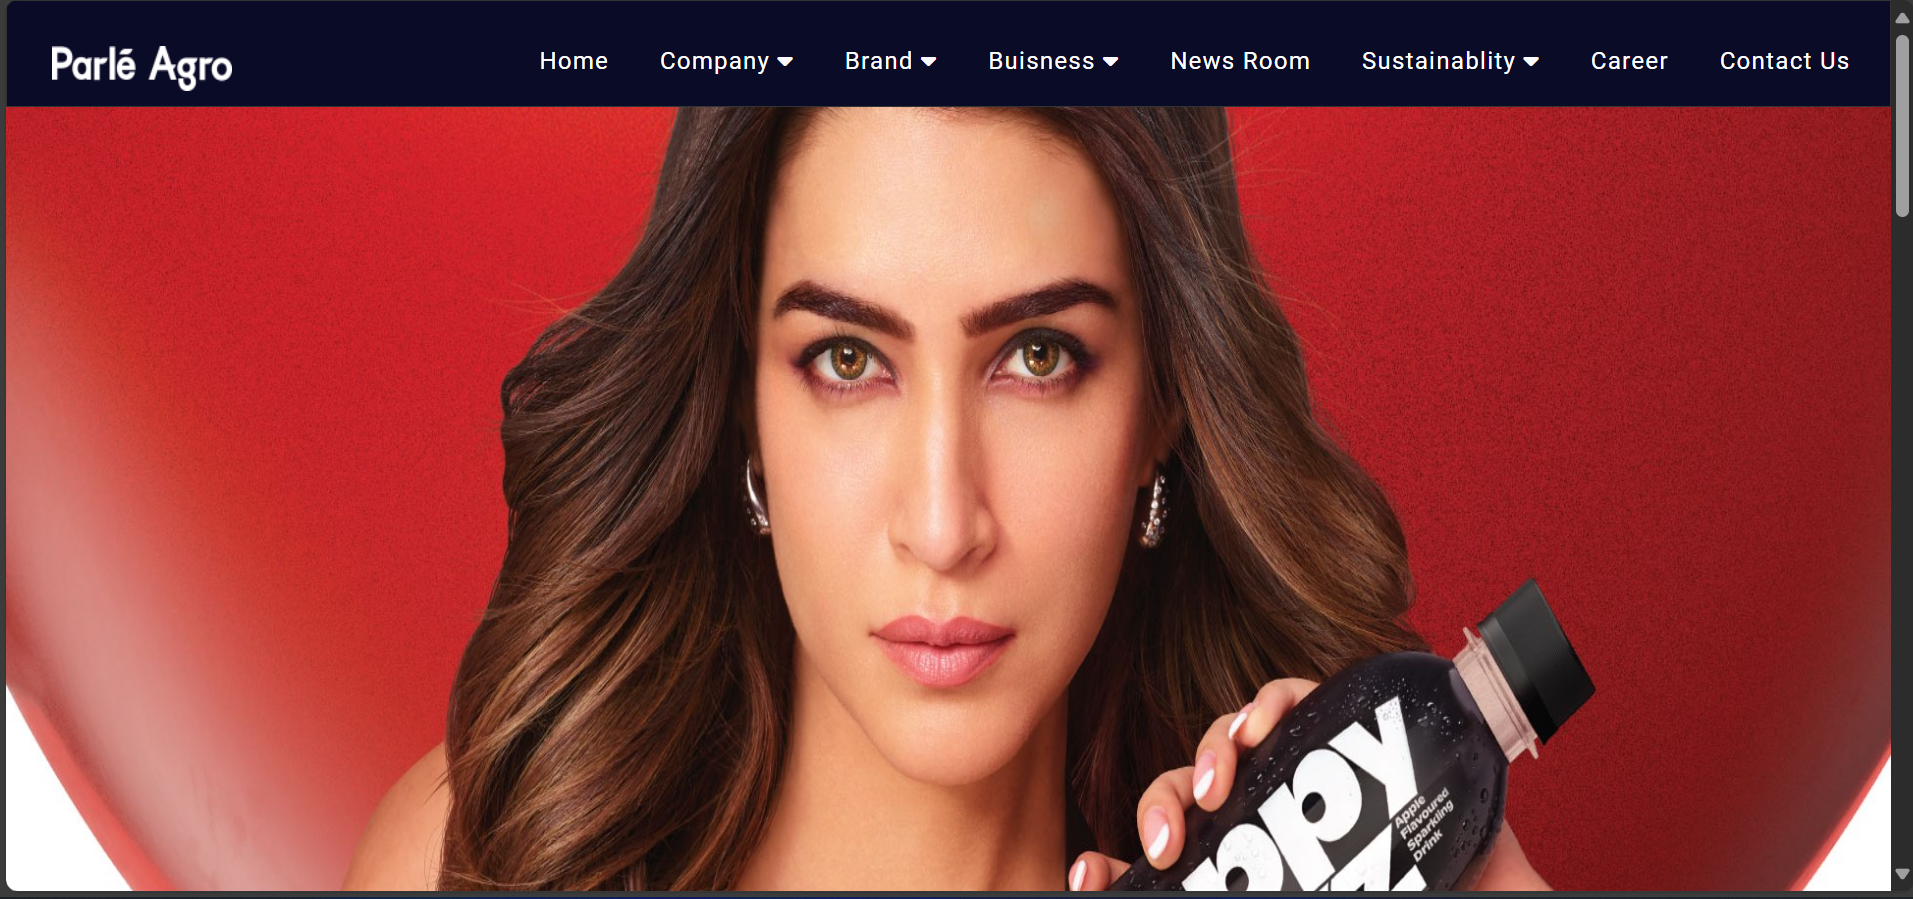 Parlé Agro
Home
Company
Brand
Buisness
News Room
Sustainablity
Career
Contact Us
ppy
Apple
Flavoured
Sparkling
Drink